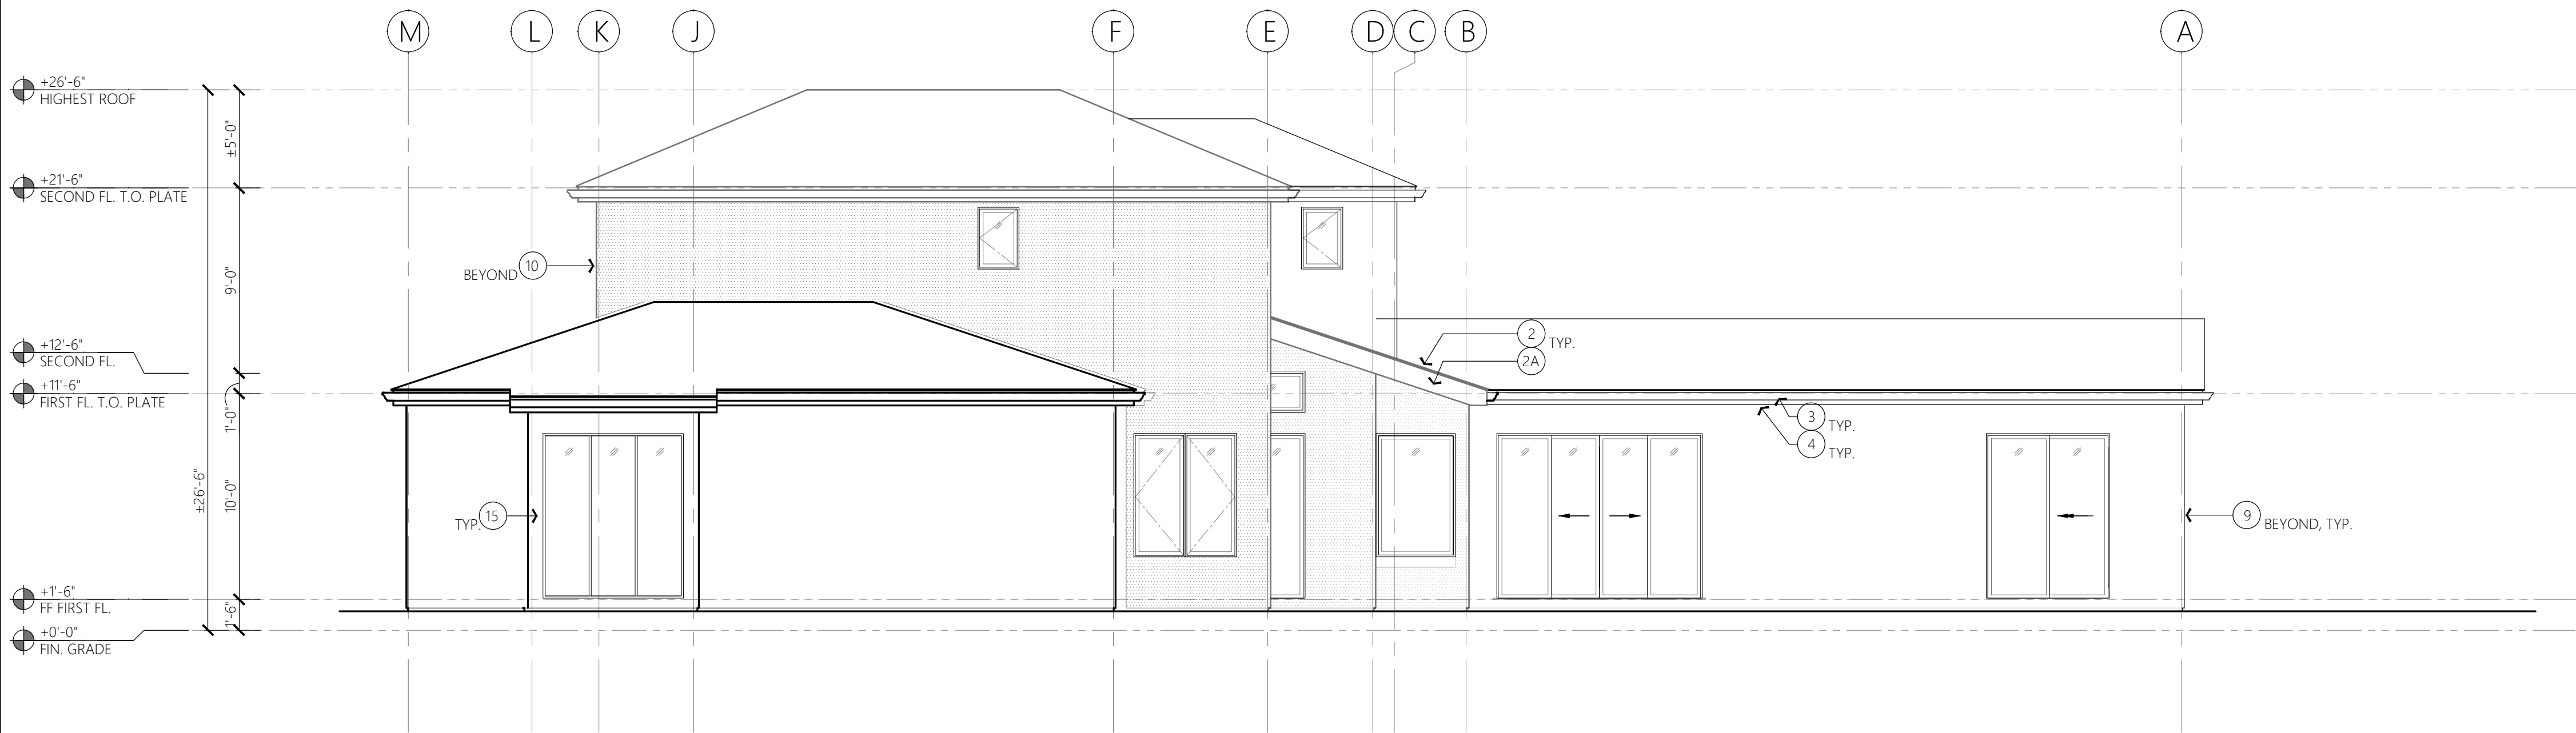 M L K J F E D C B A
+26'-6"
HIGHEST ROOF
±5'-0"
+21'-6"
SECOND FL. T.O. PLATE
BEYOND 10
9'-0"
2 TYP.
+12'-6"
SECOND FL.
2A
+11'-6"
FIRST FL. T.O. PLATE
1'-0"
3 TYP.
4 TYP.
±26'-6"
10'-0"
TYP. 15
9 BEYOND, TYP.
+1'-6"
FF FIRST FL.
1'-6"
+0'-0"
FIN. GRADE